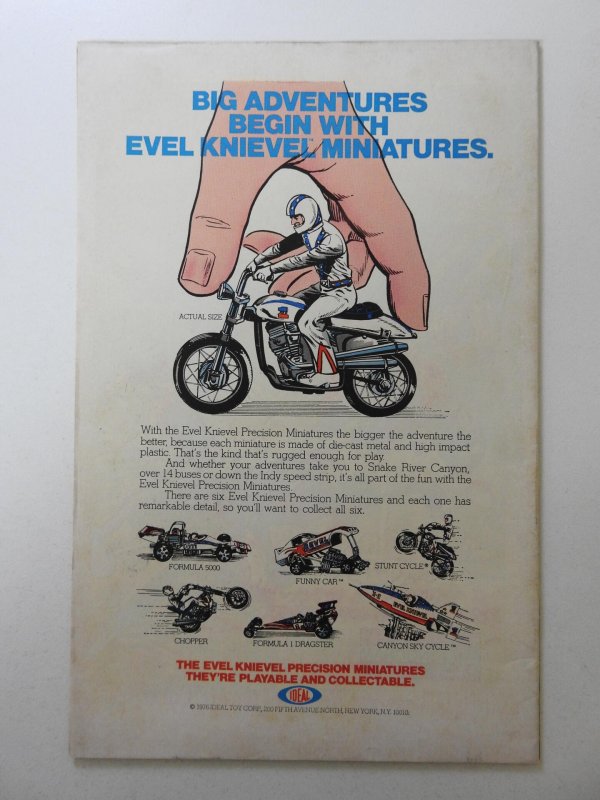 BIG ADVENTURES
BEGIN WITH
EVEL KNIEVEL™ MINIATURES.
ACTUAL SIZE
With the Evel Knievel Precision Miniatures the bigger the adventure the
better, because each miniature is made of die-cast metal and high impact
plastic. That's the kind that's rugged enough for play.
And whether your adventures take you to Snake River Canyon,
over 14 buses or down the Indy speed strip, it's all part of the fun with the
Evel Knievel Precision Miniatures.
There are six Evel Knievel Precision Miniatures and each one has
remarkable detail, so you'll want to collect all six.
FORMULA 5000
EVEL
FUNNY CAR™
STUNT CYCLE®
CHOPPER
FORMULA 1 DRAGSTER
CANYON SKY CYCLE™
THE EVEL KNIEVEL PRECISION MINIATURES
THEY'RE PLAYABLE AND COLLECTABLE.
IDEAL
© 1976 IDEAL TOY CORP., 200 FIFTH AVENUE NORTH, NEW YORK, N.Y. 10010.